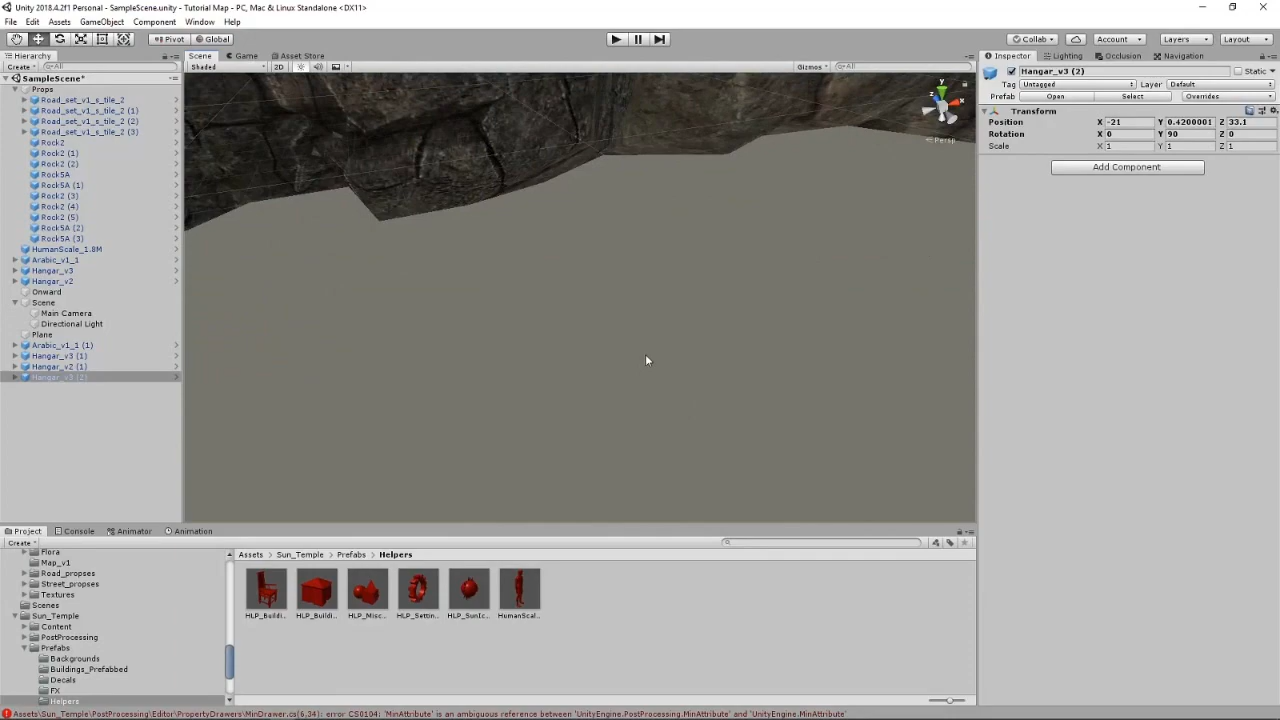 Unity 2018.4.2f1 Personal - SampleScene.unity - Tutorial Map - PC, Mac & Linux Standalone <DX11>
File Edit Assets GameObject Component Window Help
Pivot Global Collab Account Layers Layout
Hierarchy
Create All
SampleScene*
Props
Road_set_v1_s_tile_2
Road_set_v1_s_tile_2 (1)
Road_set_v1_s_tile_2 (2)
Road_set_v1_s_tile_2 (3)
Rock2
Rock2 (1)
Rock2 (2)
Rock5A
Rock5A (1)
Rock2 (3)
Rock2 (4)
Rock2 (5)
Rock5A (2)
Rock5A (3)
HumanScale_1.8M
Arabic_v1_1
Hangar_v3
Hangar_v2
Onward
Scene
Main Camera
Directional Light
Plane
Arabic_v1_1 (1)
Hangar_v3 (1)
Hangar_v2 (1)
Hangar_v3 (2)
Scene Game Asset Store
Shaded 2D Gizmos All
y
x
z
Persp
Inspector Lighting Occlusion Navigation
Hangar_v3 (2) Static
Tag Untagged Layer Default
Prefab Open Select Overrides
Transform
Position X -21 Y 0.4200001 Z 33.1
Rotation X 0 Y 90 Z 0
Scale X 1 Y 1 Z 1
Add Component
Project Console Animator Animation
Create
Flora
Map_v1
Road_propses
Street_propses
Textures
Scenes
Sun_Temple
Content
PostProcessing
Prefabs
Backgrounds
Buildings_Prefabbed
Decals
FX
Helpers
Assets Sun_Temple Prefabs Helpers
HLP_Buildi.. HLP_Buildi.. HLP_Misc.. HLP_Settin.. HLP_SunIc.. HumanScal..
Assets\Sun_Temple\PostProcessing\Editor\PropertyDrawers\MinDrawer.cs(6,34): error CS0104: 'MinAttribute' is an ambiguous reference between 'UnityEngine.PostProcessing.MinAttribute' and 'UnityEngine.MinAttribute'